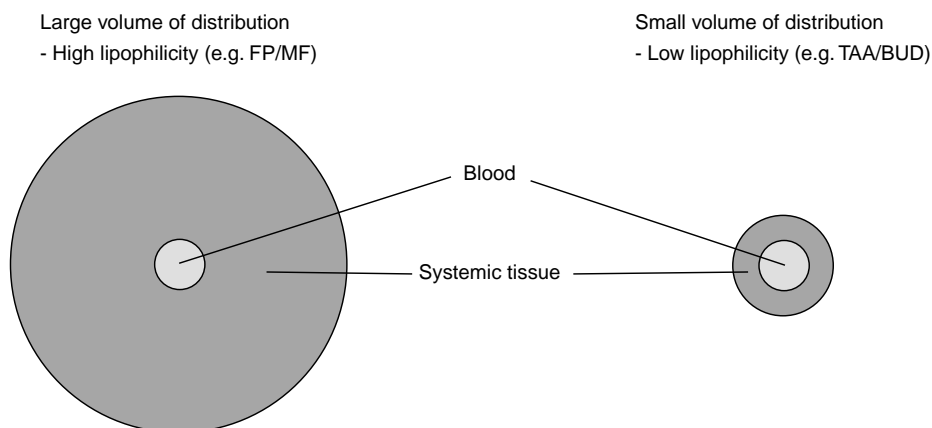 Large volume of distribution
- High lipophilicity (e.g. FP/MF)
Small volume of distribution
- Low lipophilicity (e.g. TAA/BUD)
Blood
Systemic tissue